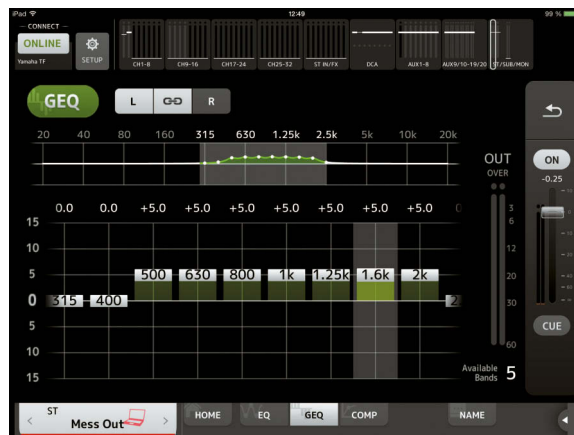 iPad 12:49 99 %
CONNECT
ONLINE
Yamaha TF
SETUP
CH1-8 CH9-16 CH17-24 CH25-32 ST IN/FX DCA AUX1-8 AUX9/10-19/20 ST/SUB/MON
GEQ L R
20 40 80 160 315 630 1.25k 2.5k 5k 10k 20k
OUT
OVER
ON
-0.25
0.0 0.0 +5.0 +5.0 +5.0 +5.0 +5.0 +5.0 +5.0 0
15
10
5
0
5
10
15
315 400 500 630 800 1k 1.25k 1.6k 2k 2
3
6
12
20
30
60
CUE
Available
Bands 5
ST
Mess Out
HOME EQ GEQ COMP NAME